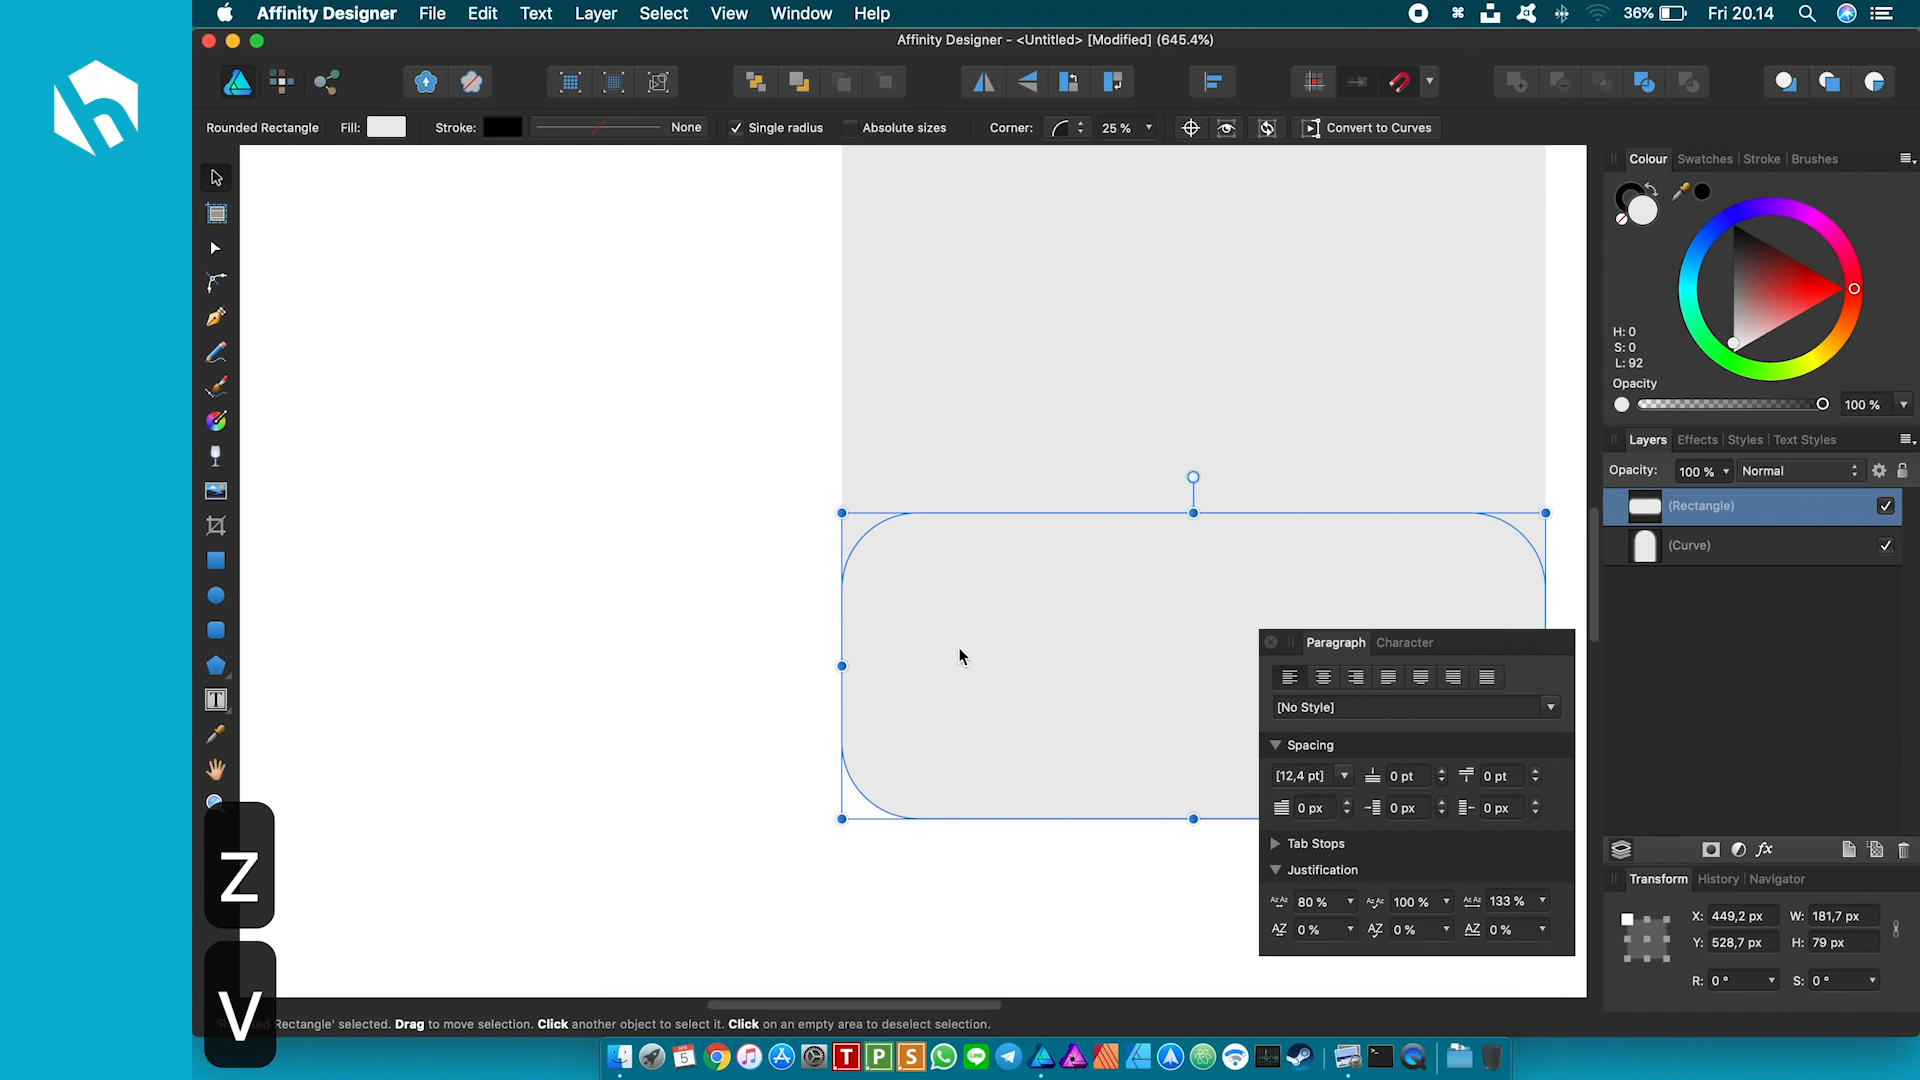 Affinity Designer File Edit Text Layer Select View Window Help 36% Fri 20.14
Affinity Designer - <Untitled> [Modified] (645.4%)
Rounded Rectangle Fill: Stroke: None Single radius Absolute sizes Corner: 25 % Convert to Curves
Colour Swatches Stroke Brushes
H: 0
S: 0
L: 92
Opacity
100 %
Layers Effects Styles Text Styles
Opacity: 100 % Normal
(Rectangle)
(Curve)
Paragraph Character
[No Style]
Spacing
[12,4 pt] 0 pt 0 pt
0 px 0 px 0 px
Tab Stops
Justification
80 % 100 % 133 %
0 % 0 % 0 %
Transform History Navigator
X: 449,2 px W: 181,7 px
Y: 528,7 px H: 79 px
R: 0 ° S: 0 °
Z
V
Rectangle' selected. Drag to move selection. Click another object to select it. Click on an empty area to deselect selection.